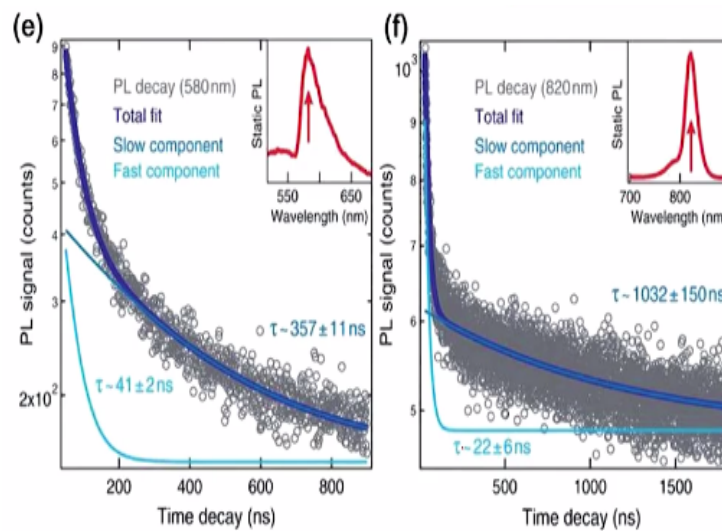 (e)
9
8
7
6
5
4
3
2x10²
PL signal (counts)
PL decay (580nm)
Total fit
Slow component
Fast component
Static PL
550
650
Wavelength (nm)
τ~357±11ns
τ~41±2ns
200
400
600
800
Time decay (ns)
(f)
10³
9
8
7
6
5
PL signal (counts)
PL decay (820nm)
Total fit
Slow component
Fast component
Static PL
700
800
Wavelength (nm)
τ~1032±150ns
τ~22±6ns
500
1000
1500
Time decay (ns)